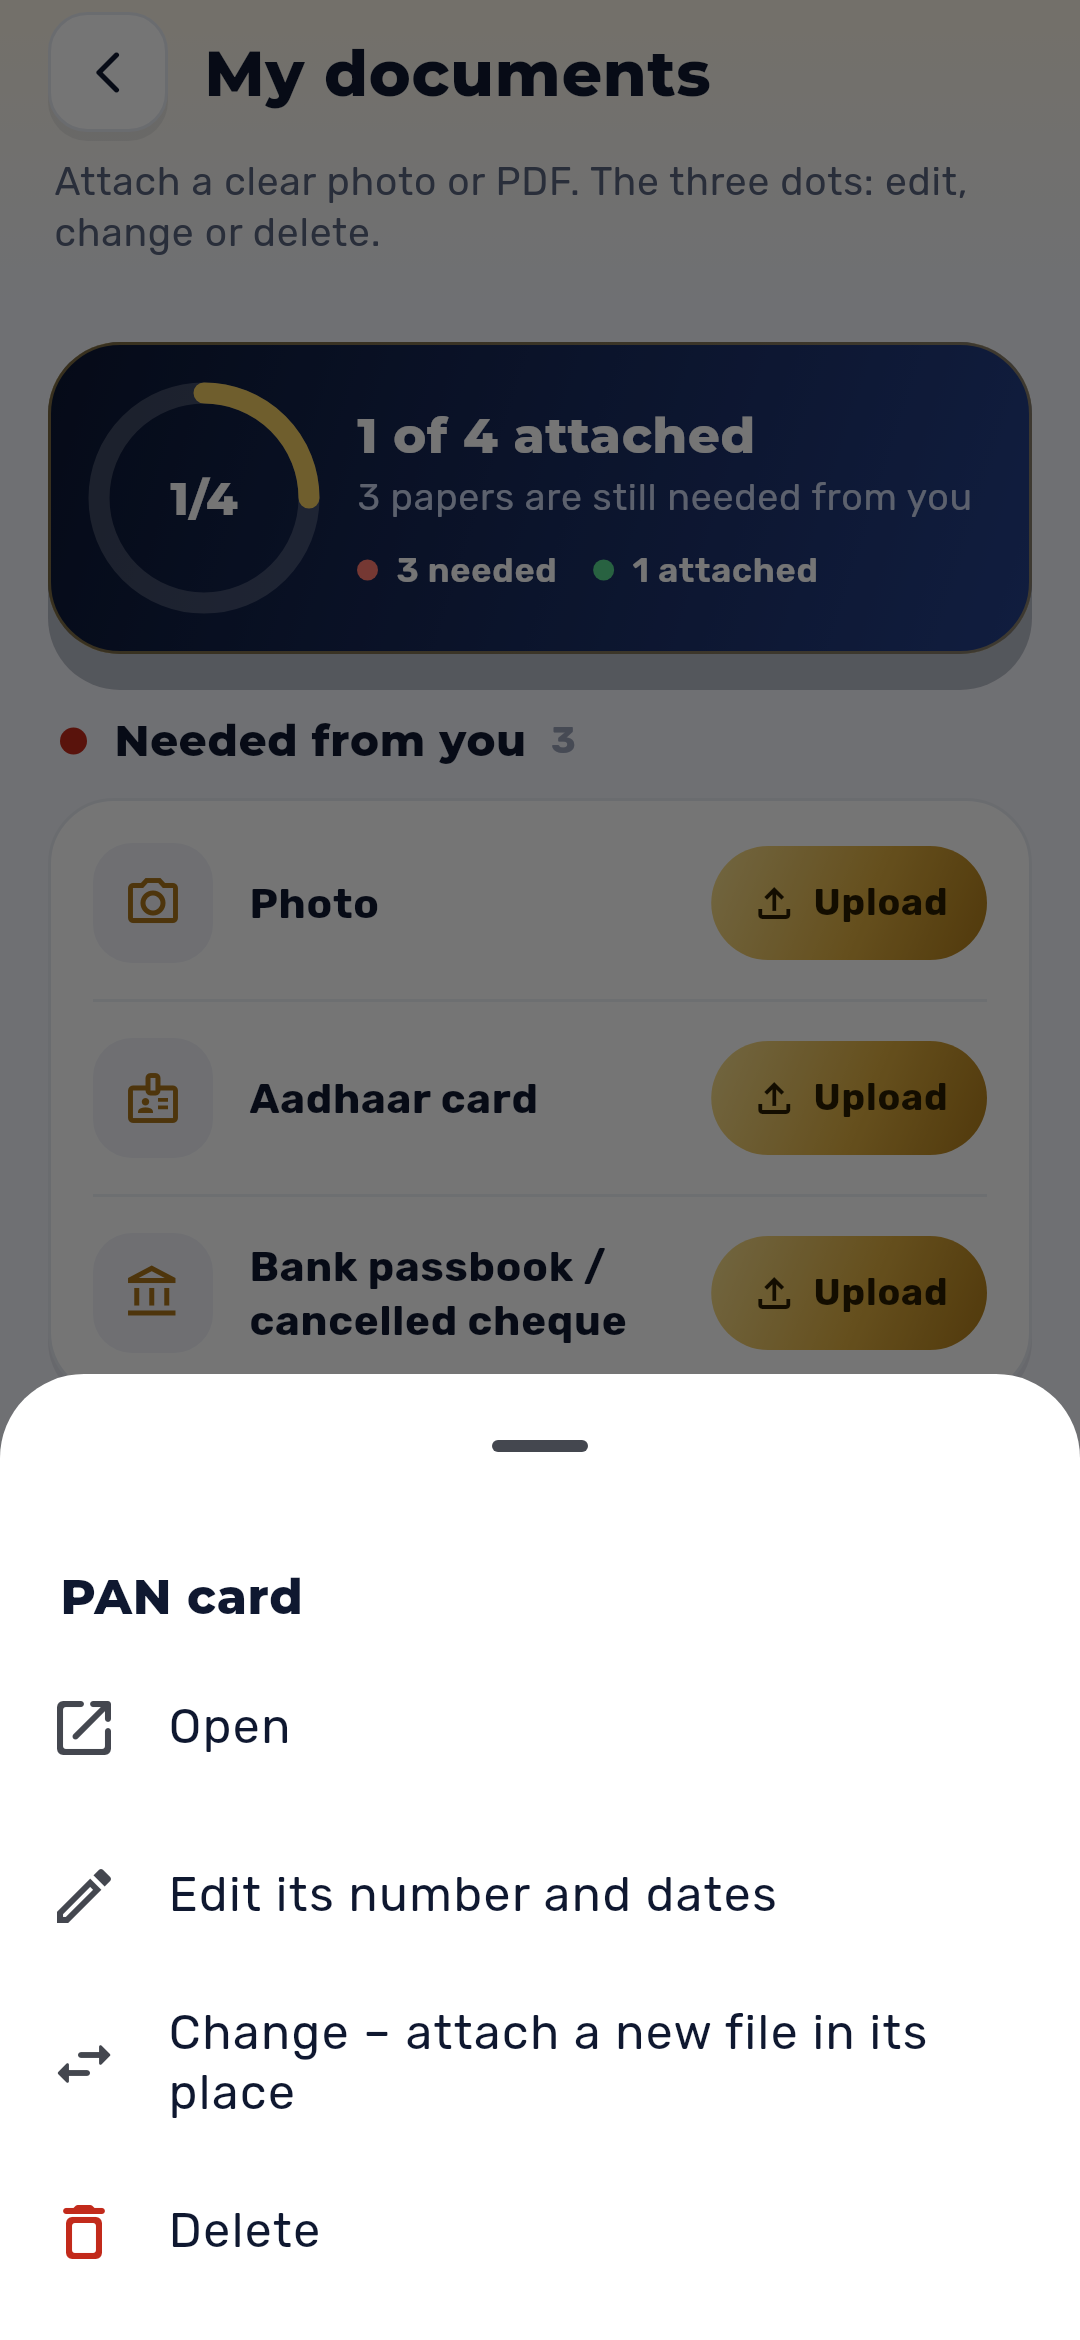 My documents
Attach a clear photo or PDF. The three dots: edit,
change or delete.
1/4
1 of 4 attached
3 papers are still needed from you
3 needed 1 attached
Needed from you 3
Photo
Upload
Aadhaar card
Upload
Bank passbook /
cancelled cheque
Upload
PAN card
Open
Edit its number and dates
Change – attach a new file in its
place
Delete